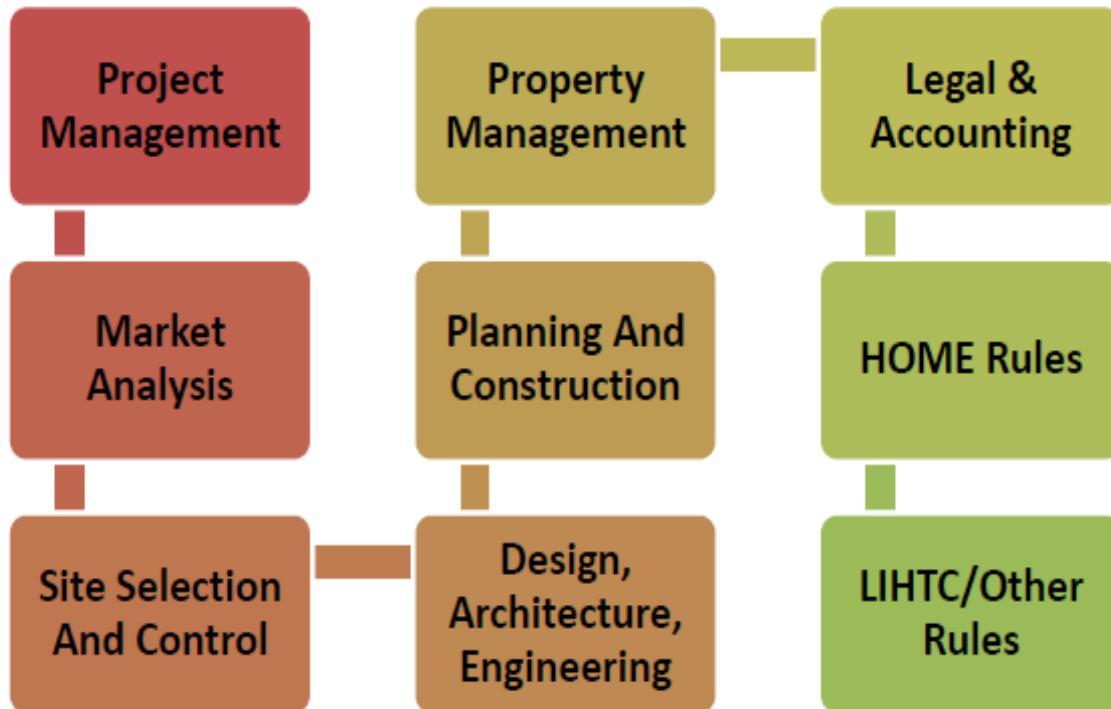 Project
Management
Market
Analysis
Site Selection
And Control
Design,
Architecture,
Engineering
Planning And
Construction
Property
Management
Legal &
Accounting
HOME Rules
LIHTC/Other
Rules